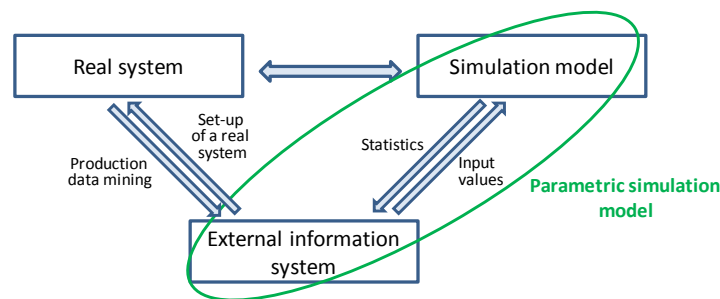 Real system
Simulation model
Set-up
of a real
system
Production
data mining
Statistics
Input
values
Parametric simulation
model
External information
system